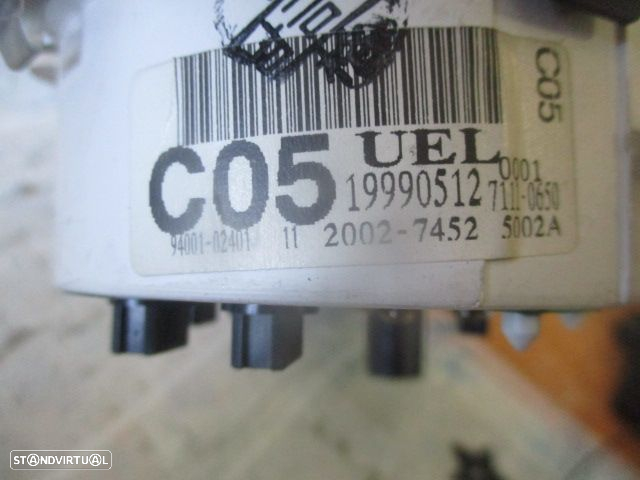 C05
UEL
0001
C05 19990512 7111-0650
94001-02401 11 2002-7452 5002A
STANDVIRTUAL